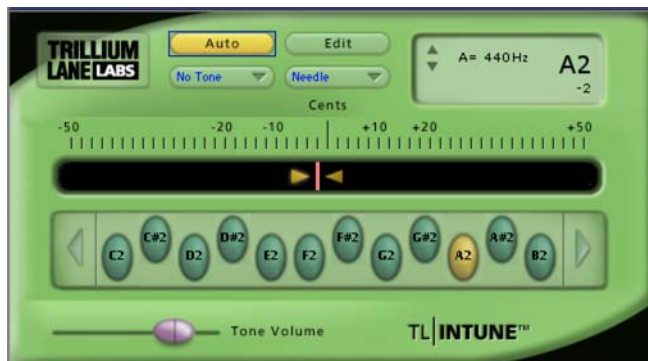 TRILLIUM
LANE LABS
Auto
Edit
No Tone
Needle
A= 440Hz
A2
-2
Cents
-50 -20 -10 +10 +20 +50
C2 C#2 D2 D#2 E2 F2 F#2 G2 G#2 A2 A#2 B2
Tone Volume
TL|INTUNE™